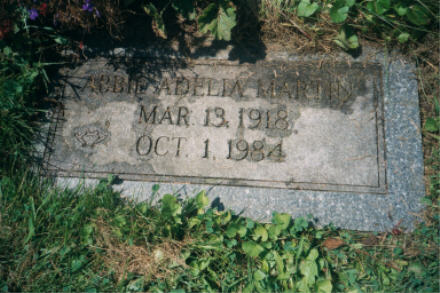 ABBIE ADELIA MARTIN
MAR. 13, 1918
OCT. 1, 1984